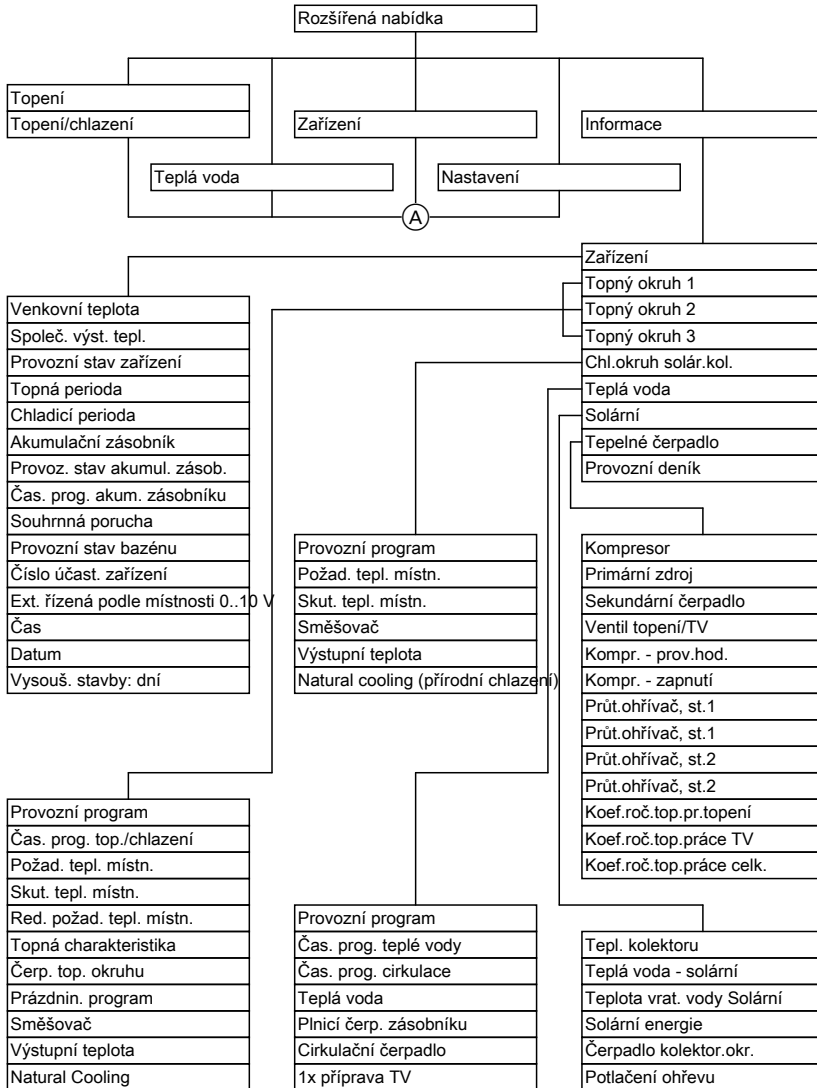 Rozšířená nabídka
Topení
Topení/chlazení
Zařízení
Informace
Teplá voda
Nastavení
A
Zařízení
Topný okruh 1
Topný okruh 2
Topný okruh 3
Chl.okruh solár.kol.
Teplá voda
Solární
Tepelné čerpadlo
Provozní deník
Venkovní teplota
Společ. výst. tepl.
Provozní stav zařízení
Topná perioda
Chladicí perioda
Akumulační zásobník
Provoz. stav akumul. zásob.
Čas. prog. akum. zásobníku
Souhrnná porucha
Provozní stav bazénu
Číslo účast. zařízení
Ext. řízená podle místnosti 0..10 V
Čas
Datum
Vysouš. stavby: dní
Provozní program
Požad. tepl. místn.
Skut. tepl. místn.
Směšovač
Výstupní teplota
Natural cooling (přírodní chlazení)
Kompresor
Primární zdroj
Sekundární čerpadlo
Ventil topení/TV
Kompr. - prov.hod.
Kompr. - zapnutí
Průt.ohřívač, st.1
Průt.ohřívač, st.1
Průt.ohřívač, st.2
Průt.ohřívač, st.2
Koef.roč.top.pr.topení
Koef.roč.top.práce TV
Koef.roč.top.práce celk.
Provozní program
Čas. prog. top./chlazení
Požad. tepl. místn.
Skut. tepl. místn.
Red. požad. tepl. místn.
Topná charakteristika
Čerp. top. okruhu
Prázdnin. program
Směšovač
Výstupní teplota
Natural Cooling
Provozní program
Čas. prog. teplé vody
Čas. prog. cirkulace
Teplá voda
Plnicí čerp. zásobníku
Cirkulační čerpadlo
1x příprava TV
Tepl. kolektoru
Teplá voda - solární
Teplota vrat. vody Solární
Solární energie
Čerpadlo kolektor.okr.
Potlačení ohřevu